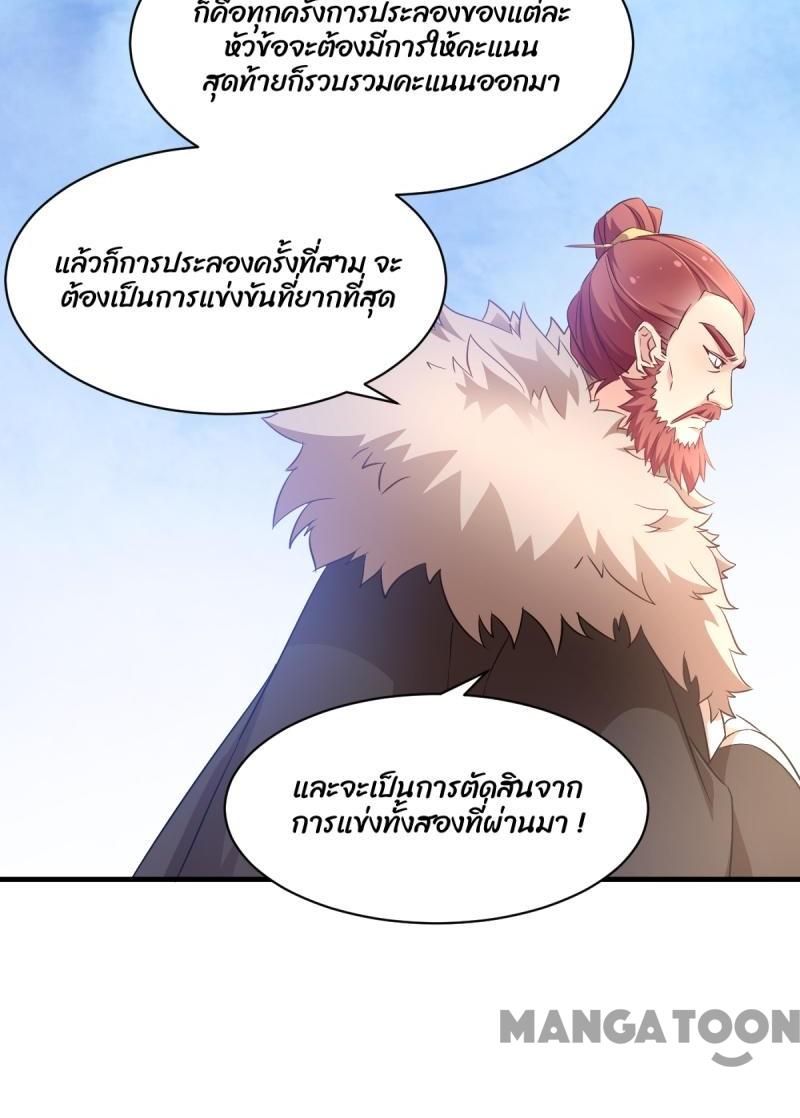 ก็คือทุกครั้งการประลองของแต่ละ
หัวข้อจะต้องมีการให้คะแนน
สุดท้ายก็รวบรวมคะแนนออกมา
แล้วก็การประลองครั้งที่สาม จะ
ต้องเป็นการแข่งขันที่ยากที่สุด
และจะเป็นการตัดสินจาก
การแข่งทั้งสองที่ผ่านมา !
MANGATOON